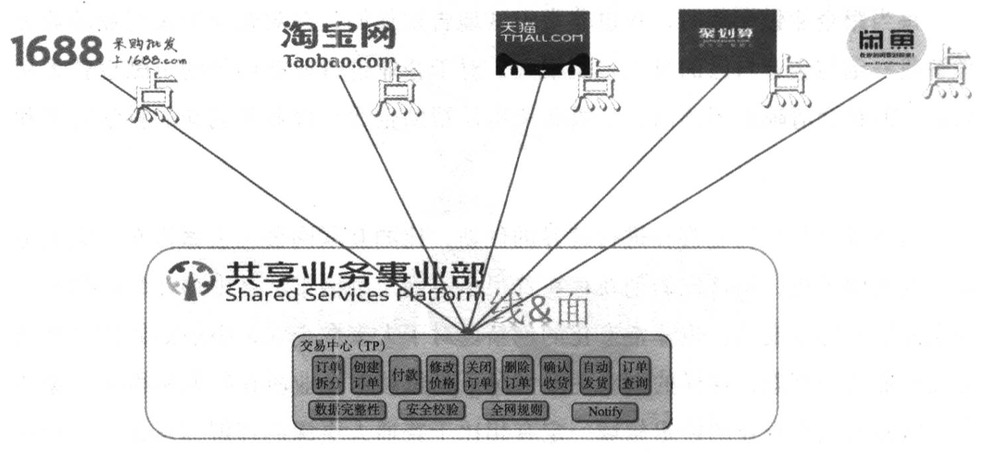 1688 采购批发
上1688.com
点
淘宝网
Taobao.com
点
天猫
TMALL.COM
点
聚划算
点
闲鱼
点
共享业务事业部
Shared Services Platform
线&面
交易中心（TP）
订单
拆分
创建
订单
付款
修改
价格
关闭
订单
删除
订单
确认
收货
自动
发货
订单
查询
数据完整性
安全校验
全网规则
Notify